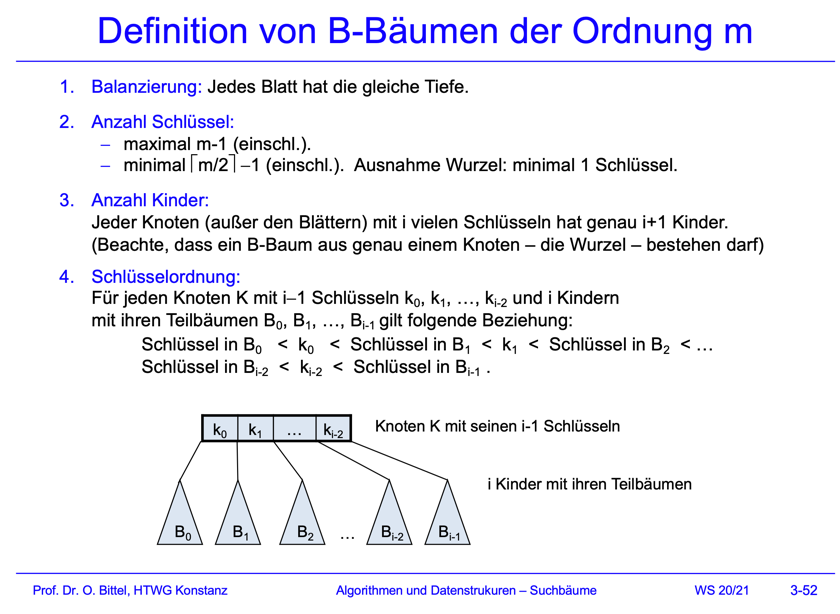 Definition von B-Bäumen der Ordnung m
1. Balanzierung: Jedes Blatt hat die gleiche Tiefe.
2. Anzahl Schlüssel:
– maximal m-1 (einschl.).
– minimal ⌈m/2⌉ –1 (einschl.). Ausnahme Wurzel: minimal 1 Schlüssel.
3. Anzahl Kinder:
Jeder Knoten (außer den Blättern) mit i vielen Schlüsseln hat genau i+1 Kinder.
(Beachte, dass ein B-Baum aus genau einem Knoten – die Wurzel – bestehen darf)
4. Schlüsselordnung:
Für jeden Knoten K mit i–1 Schlüsseln k0, k1, …, ki-2 und i Kindern
mit ihren Teilbäumen B0, B1, …, Bi-1 gilt folgende Beziehung:
Schlüssel in B0 < k0 < Schlüssel in B1 < k1 < Schlüssel in B2 < …
Schlüssel in Bi-2 < ki-2 < Schlüssel in Bi-1 .
k0 k1 … ki-2 Knoten K mit seinen i-1 Schlüsseln
i Kinder mit ihren Teilbäumen
B0 B1 B2 … Bi-2 Bi-1
Prof. Dr. O. Bittel, HTWG Konstanz Algorithmen und Datenstrukuren – Suchbäume WS 20/21 3-52